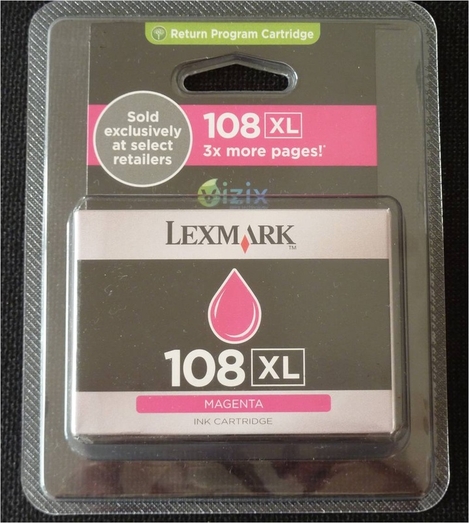 Return Program Cartridge
Sold
exclusively
at select
retailers
108 XL
3x more pages!*
vizix
LEXMARK™
108 XL
MAGENTA
INK CARTRIDGE